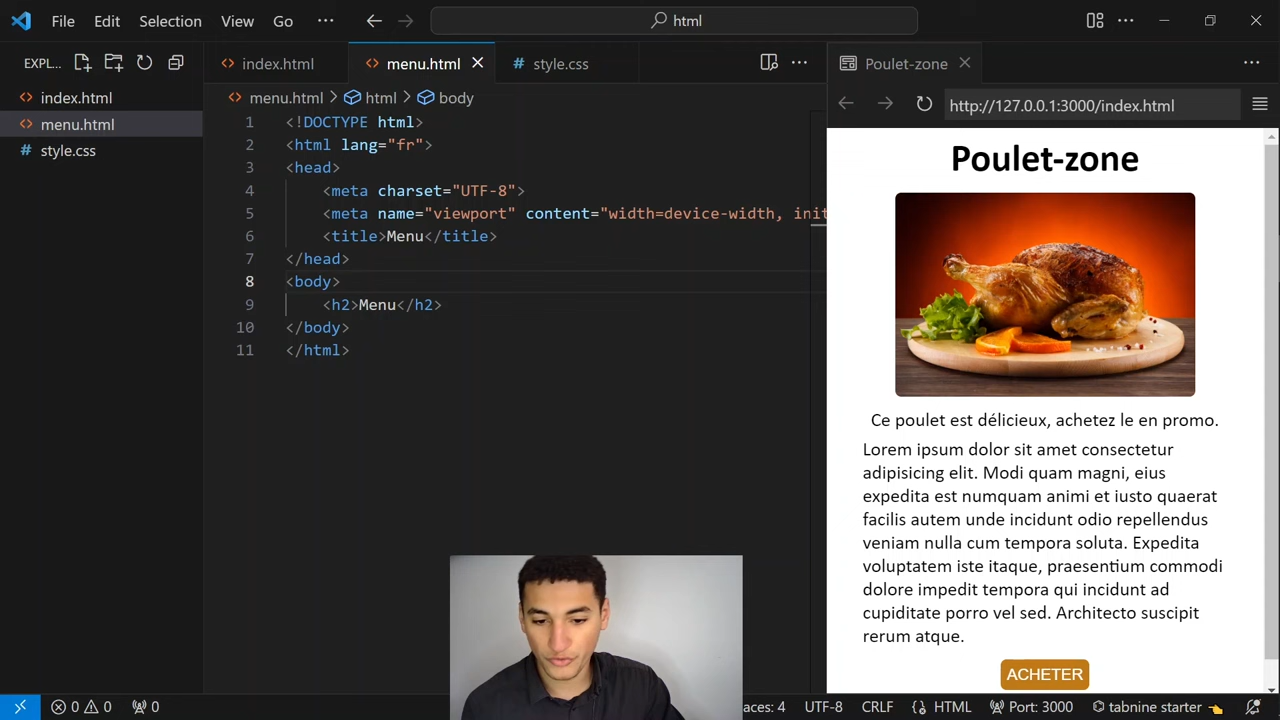 File Edit Selection View Go ··· html
EXPL...
index.html
menu.html
style.css
index.html menu.html style.css
menu.html > html > body
1 <!DOCTYPE html>
2 <html lang="fr">
3 <head>
4 <meta charset="UTF-8">
5 <meta name="viewport" content="width=device-width, init
6 <title>Menu</title>
7 </head>
8 <body>
9 <h2>Menu</h2>
10 </body>
11 </html>
Poulet-zone
http://127.0.0.1:3000/index.html
Poulet-zone
Ce poulet est délicieux, achetez le en promo.
Lorem ipsum dolor sit amet consectetur
adipisicing elit. Modi quam magni, eius
expedita est numquam animi et iusto quaerat
facilis autem unde incidunt odio repellendus
veniam nulla cum tempora soluta. Expedita
voluptatem iste itaque, praesentium commodi
dolore impedit tempora qui incidunt ad
cupiditate porro vel sed. Architecto suscipit
rerum atque.
ACHETER
0 0 0 aces: 4 UTF-8 CRLF HTML Port: 3000 tabnine starter